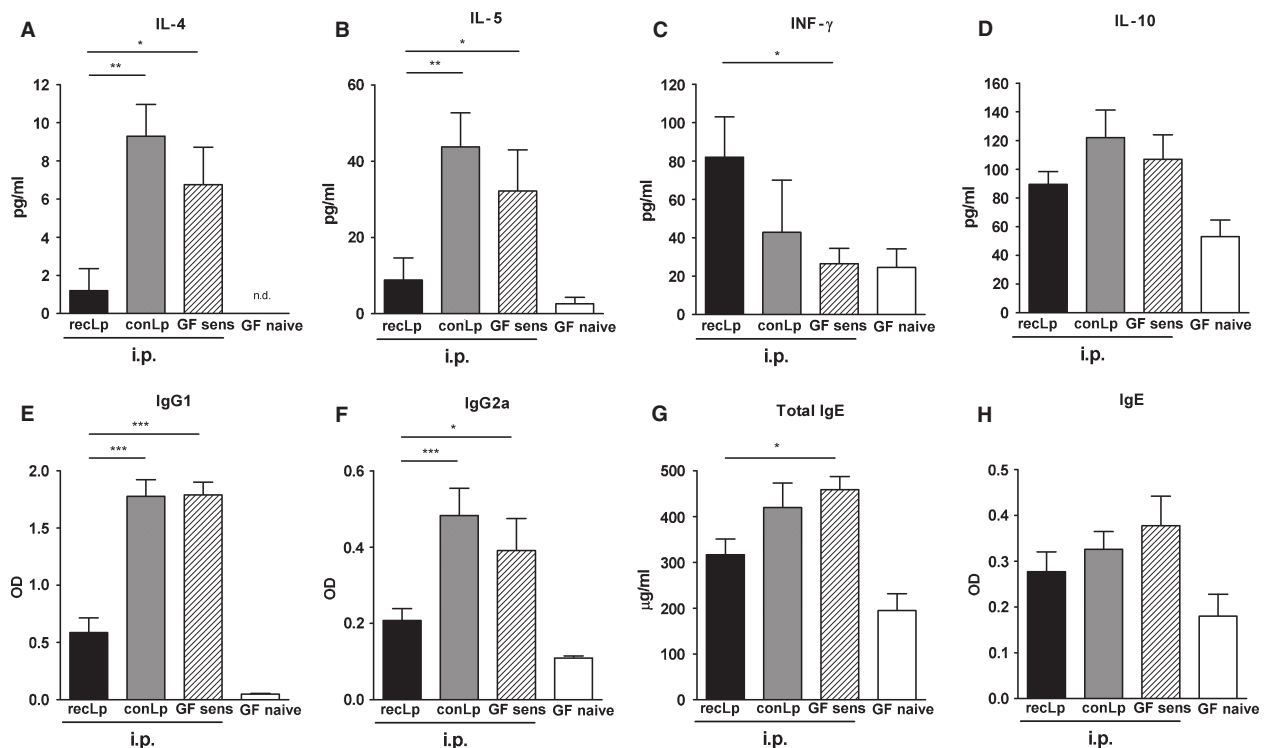 A IL-4
*
**
12
10
8
6
4
2
0
pg/ml
n.d.
recLp conLp GF sens GF naive
i.p.
B IL-5
*
**
60
40
20
0
pg/ml
recLp conLp GF sens GF naive
i.p.
C INF-γ
*
120
100
80
60
40
20
0
pg/ml
recLp conLp GF sens GF naive
i.p.
D IL-10
160
140
120
100
80
60
40
20
0
pg/ml
recLp conLp GF sens GF naive
i.p.
E IgG1
***
***
2.0
1.5
1.0
0.5
0.0
OD
recLp conLp GF sens GF naive
i.p.
F IgG2a
*
***
0.6
0.4
0.2
0.0
OD
recLp conLp GF sens GF naive
i.p.
G Total IgE
*
500
400
300
200
100
0
µg/ml
recLp conLp GF sens GF naive
i.p.
H IgE
0.5
0.4
0.3
0.2
0.1
0.0
OD
recLp conLp GF sens GF naive
i.p.